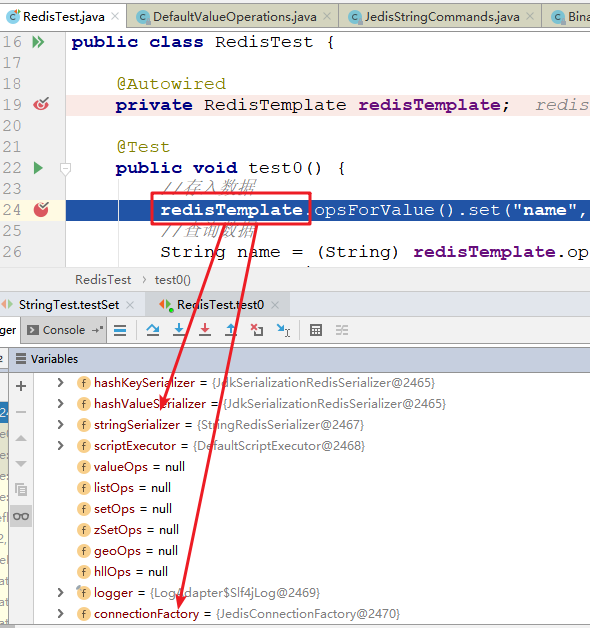 RedisTest.java × DefaultValueOperations.java × JedisStringCommands.java × Bina
16 public class RedisTest {
17
18 @Autowired
19 private RedisTemplate redisTemplate; redis
20
21 @Test
22 public void test0() {
23 //存入数据
24 redisTemplate.opsForValue().set("name",
25 //查询数据
26 String name = (String) redisTemplate.op
RedisTest › test0()
StringTest.testSet × RedisTest.test0 ×
ger Console
Variables
hashKeySerializer = {JdkSerializationRedisSerializer@2465}
hashValueSerializer = {JdkSerializationRedisSerializer@2465}
stringSerializer = {StringRedisSerializer@2467}
scriptExecutor = {DefaultScriptExecutor@2468}
valueOps = null
listOps = null
setOps = null
zSetOps = null
geoOps = null
hllOps = null
logger = {LogAdapter$Slf4jLog@2469}
connectionFactory = {JedisConnectionFactory@2470}